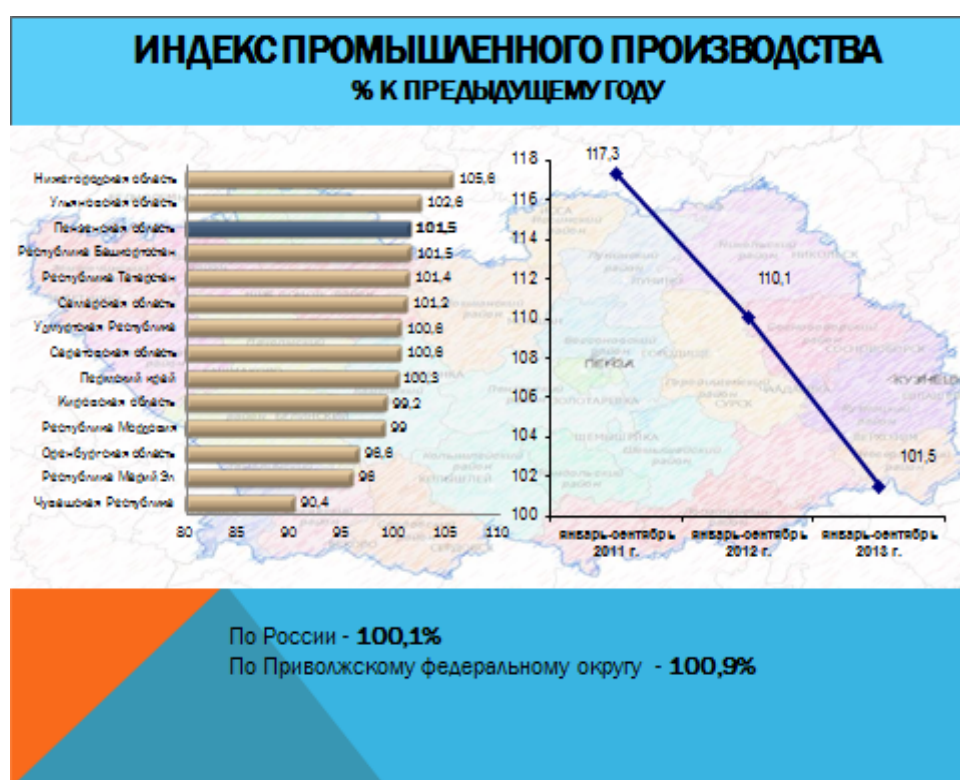 ИНДЕКС ПРОМЫШЛЕННОГО ПРОИЗВОДСТВА
% К ПРЕДЫДУЩЕМУ ГОДУ
Нижегородская область 105,6
Ульяновская область 102,6
Пензенская область 101,5
Республика Башкортостан 101,5
Республика Татарстан 101,4
Самарская область 101,2
Удмуртская Республика 100,6
Саратовская область 100,6
Пермский край 100,3
Кировская область 99,2
Республика Мордовия 99
Оренбургская область 96,6
Республика Марий Эл 96
Чувашская Республика 90,4
80 85 90 95 100 105 110
118
116
114
112
110
108
106
104
102
100
117,3
110,1
101,5
январь-сентябрь 2011 г.
январь-сентябрь 2012 г.
январь-сентябрь 2013 г.
ПЕНЗА
ГОРОДИЩЕ
ШЕМЫШЕЙКА
По России - 100,1%
По Приволжскому федеральному округу - 100,9%